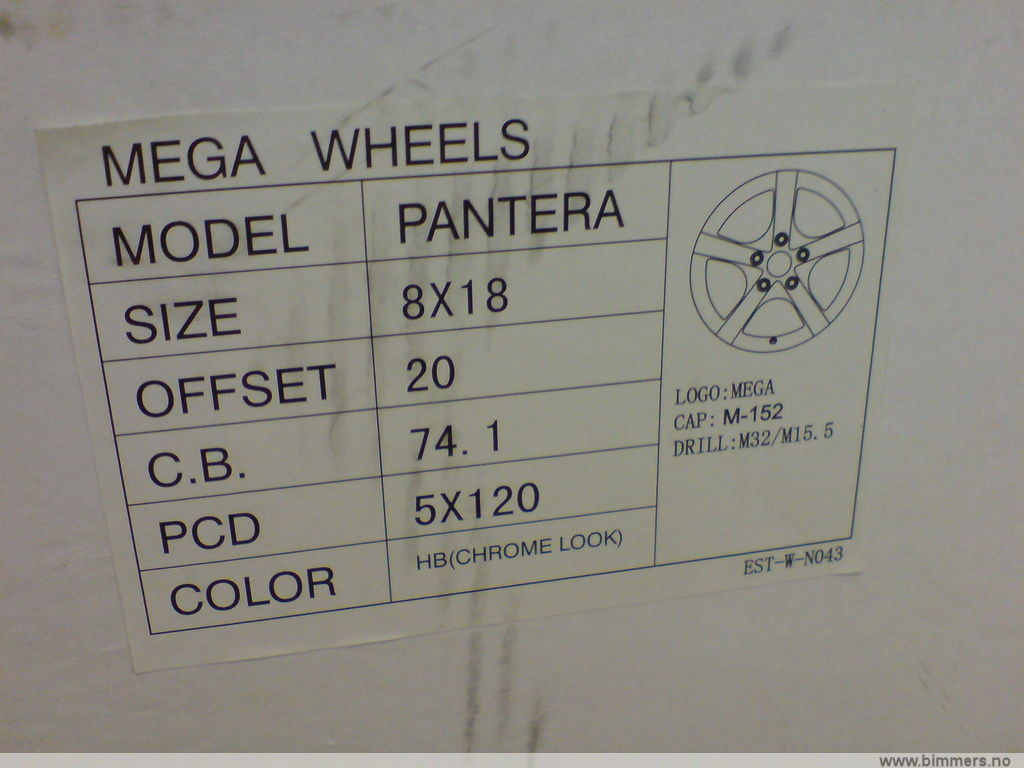 MEGA WHEELS
MODEL PANTERA
SIZE 8X18
OFFSET 20
C.B. 74.1
PCD 5X120
COLOR HB(CHROME LOOK)
LOGO:MEGA
CAP: M-152
DRILL:M32/M15.5
EST-W-N043
www.bimmers.no